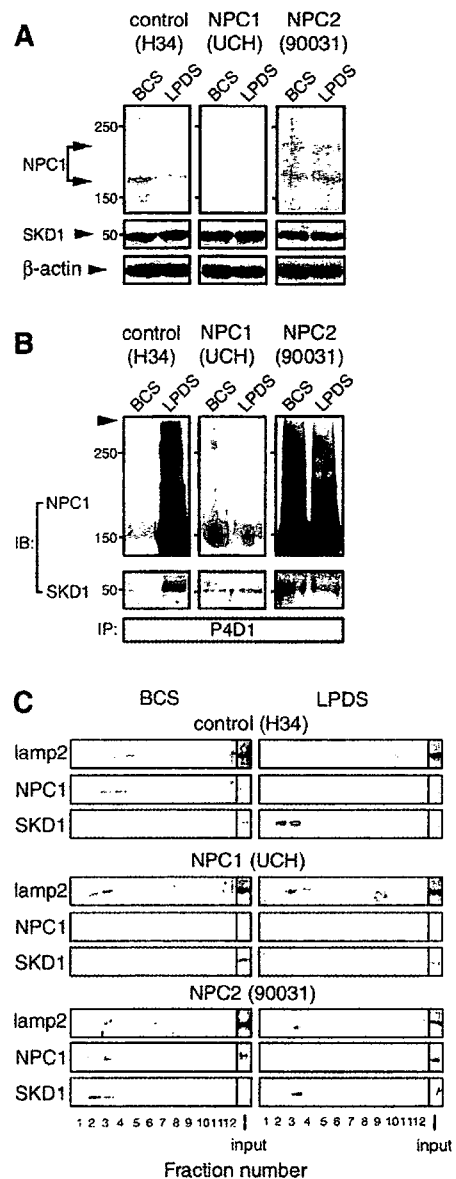 A
control NPC1 NPC2
(H34) (UCH) (90031)
BCS LPDS BCS LPDS BCS LPDS
250
NPC1
150
SKD1 50
β-actin
B
control NPC1 NPC2
(H34) (UCH) (90031)
BCS LPDS BCS LPDS BCS LPDS
250
NPC1
150
IB:
SKD1 50
IP: P4D1
C
BCS LPDS
control (H34)
lamp2
NPC1
SKD1
NPC1 (UCH)
lamp2
NPC1
SKD1
NPC2 (90031)
lamp2
NPC1
SKD1
1 2 3 4 5 6 7 8 9 10 11 12 1 2 3 4 5 6 7 8 9 10 11 12
input input
Fraction number